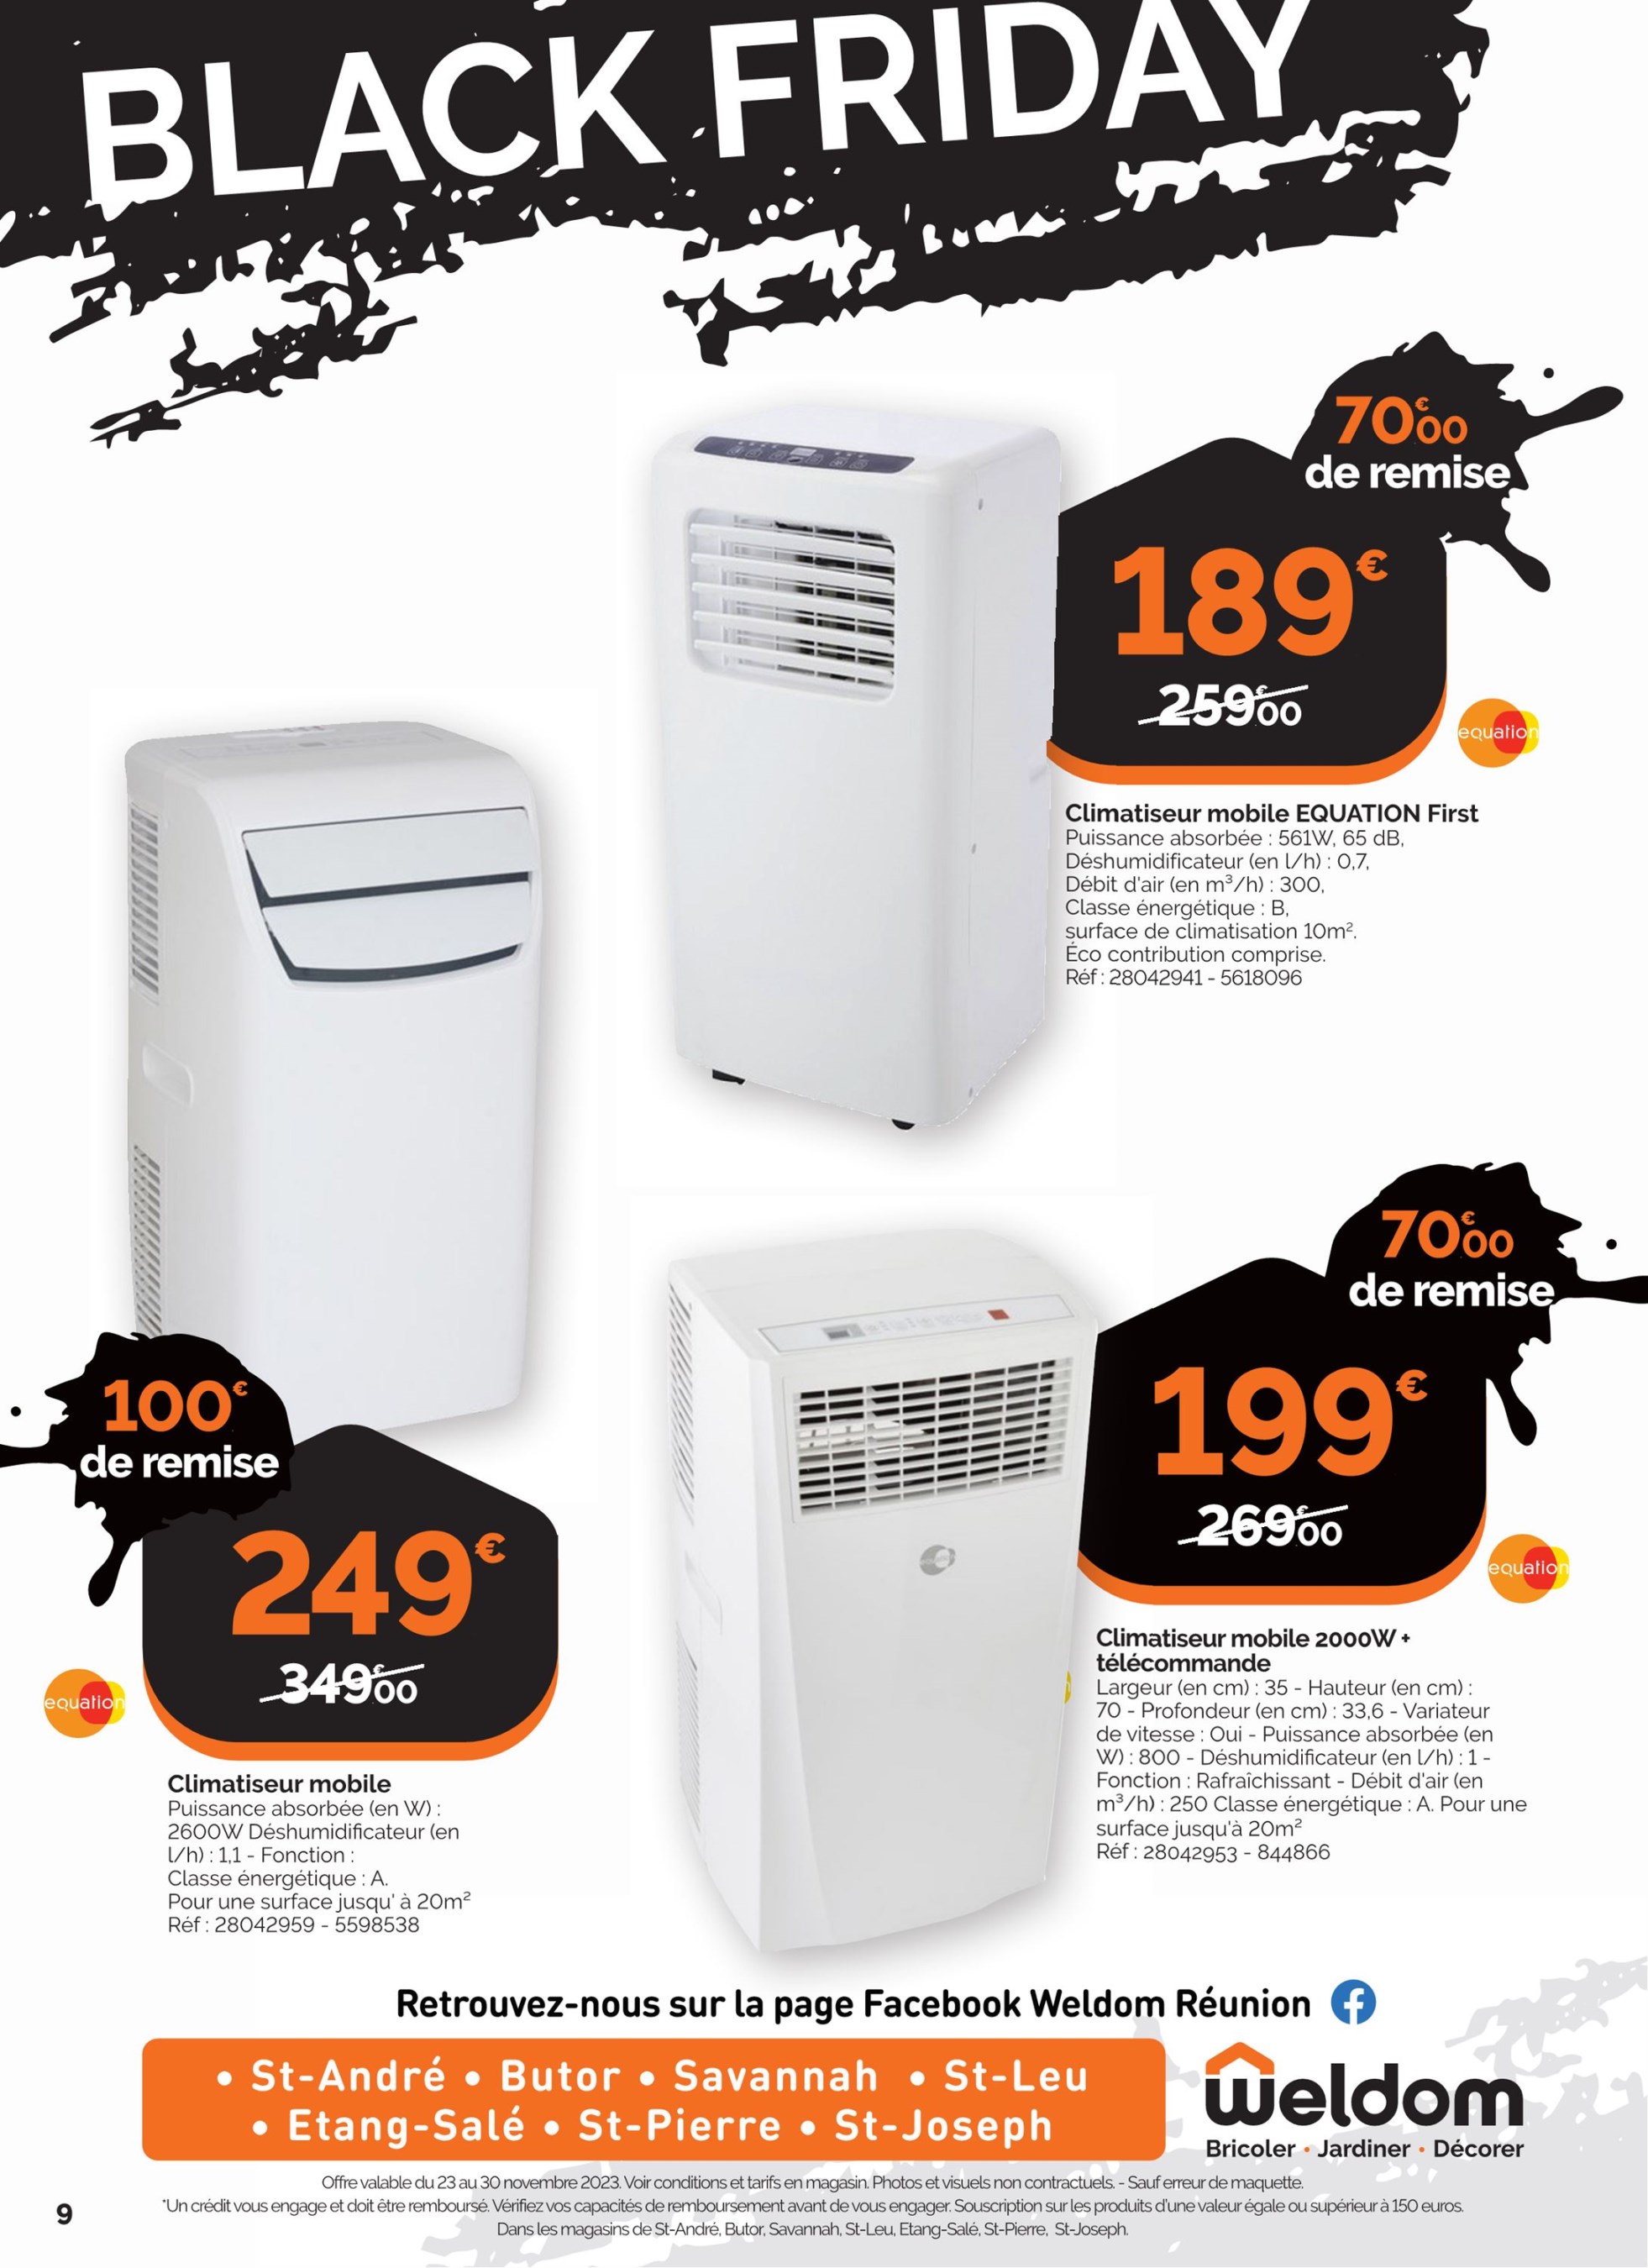 BLACK FRIDAY
70€00
de remise
189€
259€00
equation
Climatiseur mobile EQUATION First
Puissance absorbée : 561W, 65 dB,
Déshumidificateur (en l/h) : 0,7,
Débit d'air (en m³/h) : 300,
Classe énergétique : B,
surface de climatisation 10m².
Éco contribution comprise.
Réf : 28042941 - 5618096
100€
de remise
249€
349€00
equation
Climatiseur mobile
Puissance absorbée (en W) :
2600W Déshumidificateur (en
l/h) : 1,1 - Fonction :
Classe énergétique : A.
Pour une surface jusqu' à 20m²
Réf : 28042959 - 5598538
70€00
de remise
199€
269€00
equation
Climatiseur mobile 2000W +
télécommande
Largeur (en cm) : 35 - Hauteur (en cm) :
70 - Profondeur (en cm) : 33,6 - Variateur
de vitesse : Oui - Puissance absorbée (en
W) : 800 - Déshumidificateur (en l/h) : 1 -
Fonction : Rafraîchissant - Débit d'air (en
m³/h) : 250 Classe énergétique : A. Pour une
surface jusqu'à 20m²
Réf : 28042953 - 844866
Retrouvez-nous sur la page Facebook Weldom Réunion
• St-André • Butor • Savannah • St-Leu
• Etang-Salé • St-Pierre • St-Joseph
weldom
Bricoler • Jardiner • Décorer
Offre valable du 23 au 30 novembre 2023. Voir conditions et tarifs en magasin. Photos et visuels non contractuels. - Sauf erreur de maquette.
*Un crédit vous engage et doit être remboursé. Vérifiez vos capacités de remboursement avant de vous engager. Souscription sur les produits d'une valeur égale ou supérieur à 150 euros.
Dans les magasins de St-André, Butor, Savannah, St-Leu, Etang-Salé, St-Pierre, St-Joseph.
9